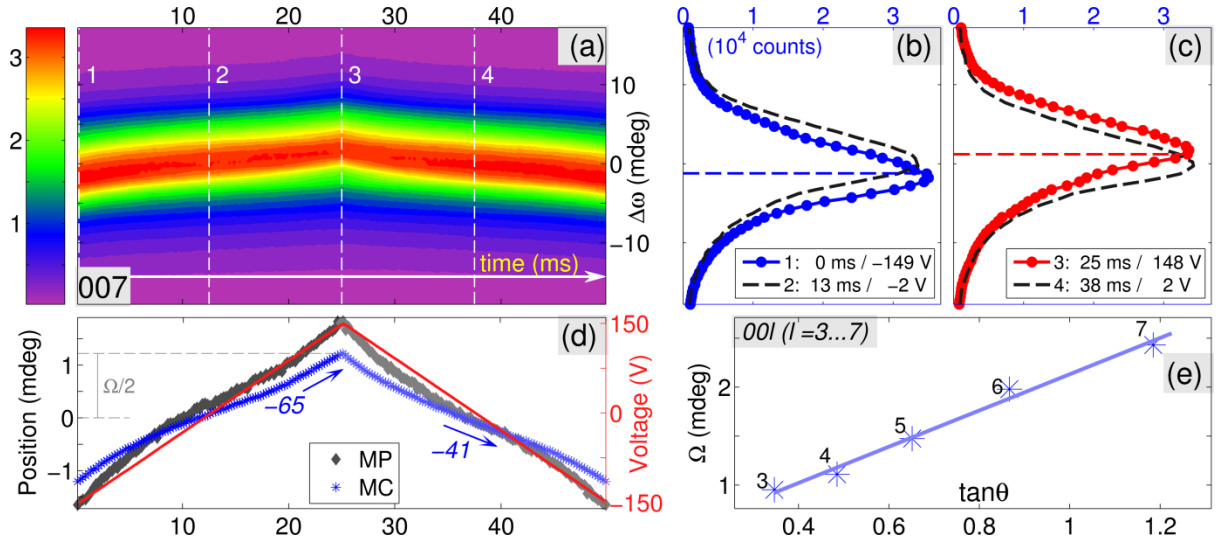 0 10 20 30 40
3
2
1
(a)
1
2
3
4
10
0
−10
Δω (mdeg)
time (ms)
007
0 1 2 3
(10⁴ counts)
(b)
1: 0 ms / −149 V
2: 13 ms / −2 V
0 1 2 3
(c)
3: 25 ms / 148 V
4: 38 ms / 2 V
Position (mdeg)
1
0
−1
(d)
Ω/2
−65
−41
MP
MC
150
0
−150
Voltage (V)
10 20 30 40
00l (l =3...7)
(e)
Ω (mdeg)
2
1
3
4
5
6
7
tanθ
0.4 0.6 0.8 1 1.2